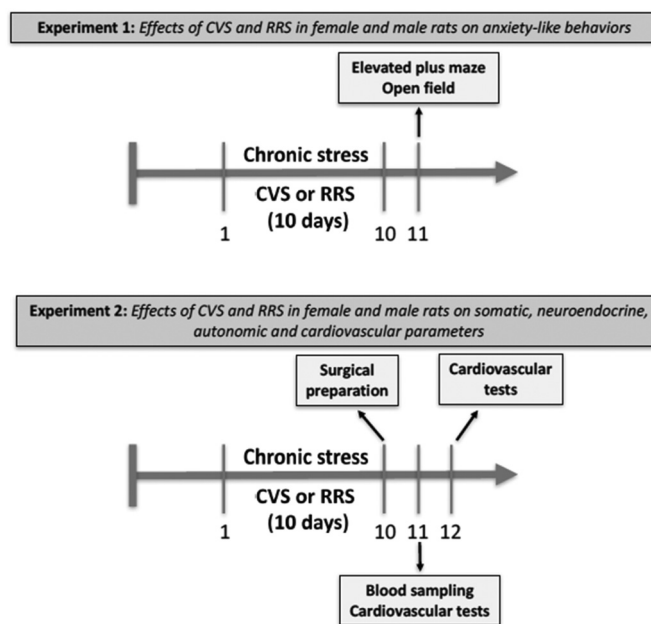 Experiment 1: Effects of CVS and RRS in female and male rats on anxiety-like behaviors
Elevated plus maze
Open field
Chronic stress
CVS or RRS
(10 days)
1
10
11
Experiment 2: Effects of CVS and RRS in female and male rats on somatic, neuroendocrine,
autonomic and cardiovascular parameters
Surgical
preparation
Cardiovascular
tests
Chronic stress
CVS or RRS
(10 days)
1
10
11
12
Blood sampling
Cardiovascular tests